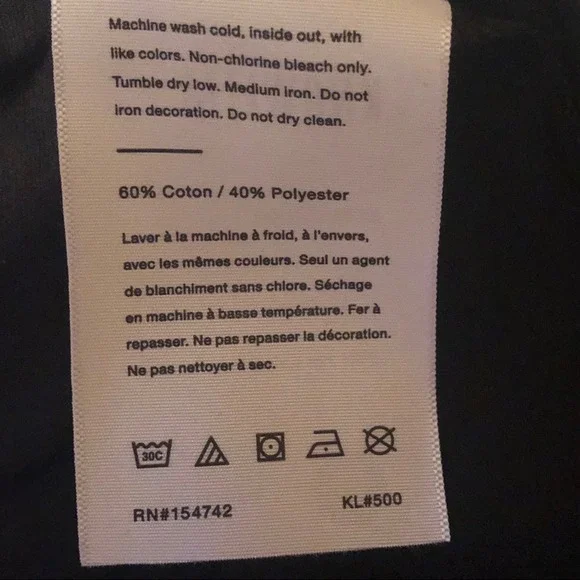 Machine wash cold, inside out, with
like colors. Non-chlorine bleach only.
Tumble dry low. Medium iron. Do not
iron decoration. Do not dry clean.
60% Coton / 40% Polyester
Laver à la machine à froid, à l'envers,
avec les mêmes couleurs. Seul un agent
de blanchiment sans chlore. Séchage
en machine à basse température. Fer à
repasser. Ne pas repasser la décoration.
Ne pas nettoyer à sec.
30C
RN#154742 KL#500